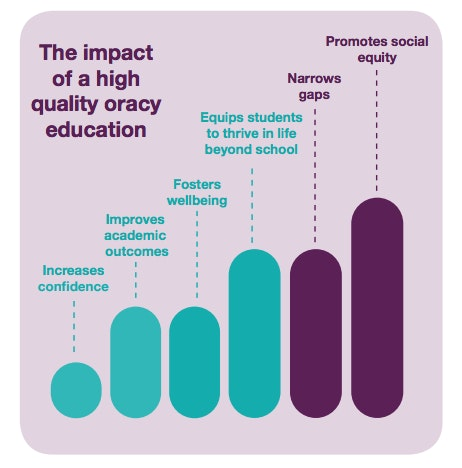 The impact
of a high
quality oracy
education
Increases
confidence
Improves
academic
outcomes
Fosters
wellbeing
Equips students
to thrive in life
beyond school
Narrows
gaps
Promotes social
equity